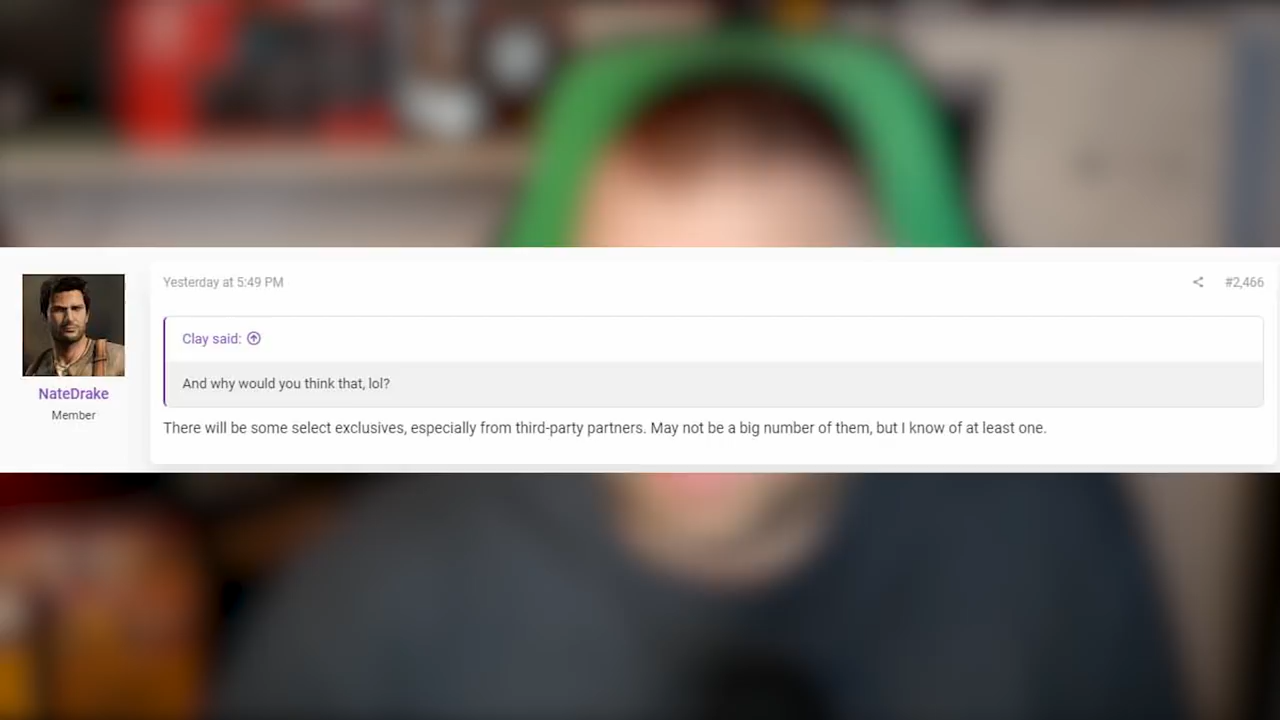 Yesterday at 5:49 PM
#2,466
Clay said:
And why would you think that, lol?
NateDrake
Member
There will be some select exclusives, especially from third-party partners. May not be a big number of them, but I know of at least one.